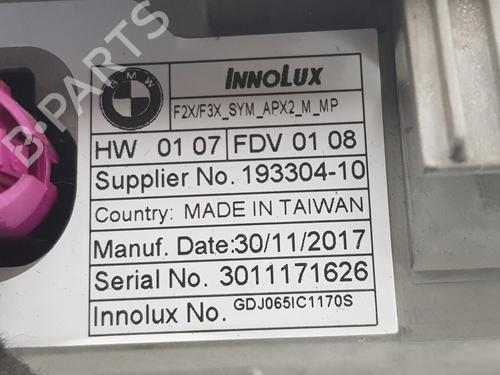 BMW
INNOLUX
F2X/F3X_SYM_APX2_M_MP
HW 01 07 FDV 01 08
Supplier No. 193304-10
Country: MADE IN TAIWAN
Manuf. Date:30/11/2017
Serial No. 3011171626
Innolux No. GDJ065IC1170S
B-PARTS